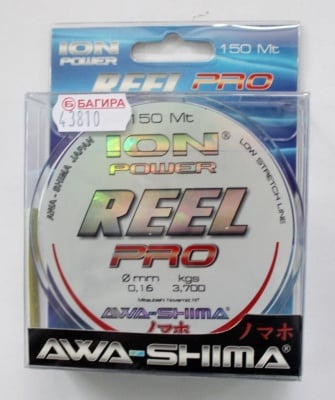 ION
POWER
150 Mt
REEL PRO
Б БАГИРА
43810
150 Mt
AWA-SHIMA JAPAN
LOW STRETCH LINE
ION®
POWER
REEL
PRO
Ø mm kgs
0,16 3,700
AWA-SHIMA
ノマホ
ノマホ
AWA-SHIMA®